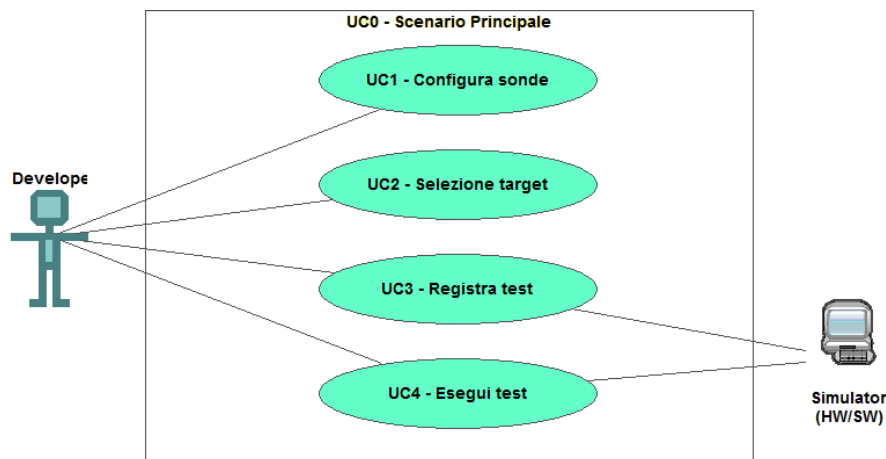 UC0 - Scenario Principale
UC1 - Configura sonde
UC2 - Selezione target
Develope
UC3 - Registra test
UC4 - Esegui test
Simulator
(HW/SW)